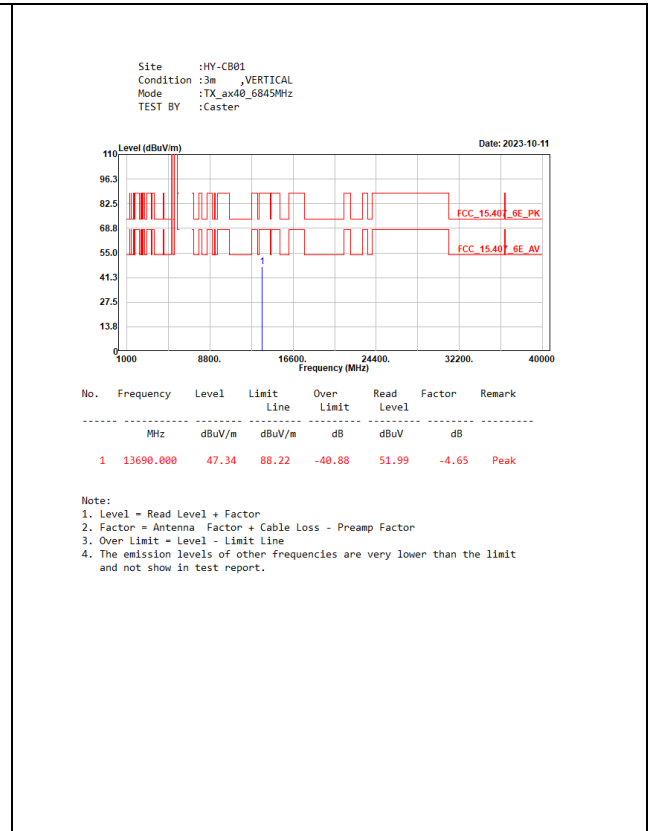 Site :HY-CB01
Condition :3m ,VERTICAL
Mode :TX_ax40_6845MHz
TEST BY :Caster
Level (dBuV/m) Date: 2023-10-11
110
96.3
82.5
FCC_15.407_6E_PK
68.8
FCC_15.407_6E_AV
55.0
1
41.3
27.5
13.8
0
1000 8800. 16600. 24400. 32200. 40000
Frequency (MHz)
No. Frequency Level Limit Over Read Factor Remark
Line Limit Level
------ ----------- -------- -------- --------- --------- -------- ---------
MHz dBuV/m dBuV/m dB dBuV dB
1 13690.000 47.34 88.22 -40.88 51.99 -4.65 Peak
Note:
1. Level = Read Level + Factor
2. Factor = Antenna Factor + Cable Loss - Preamp Factor
3. Over Limit = Level - Limit Line
4. The emission levels of other frequencies are very lower than the limit
and not show in test report.